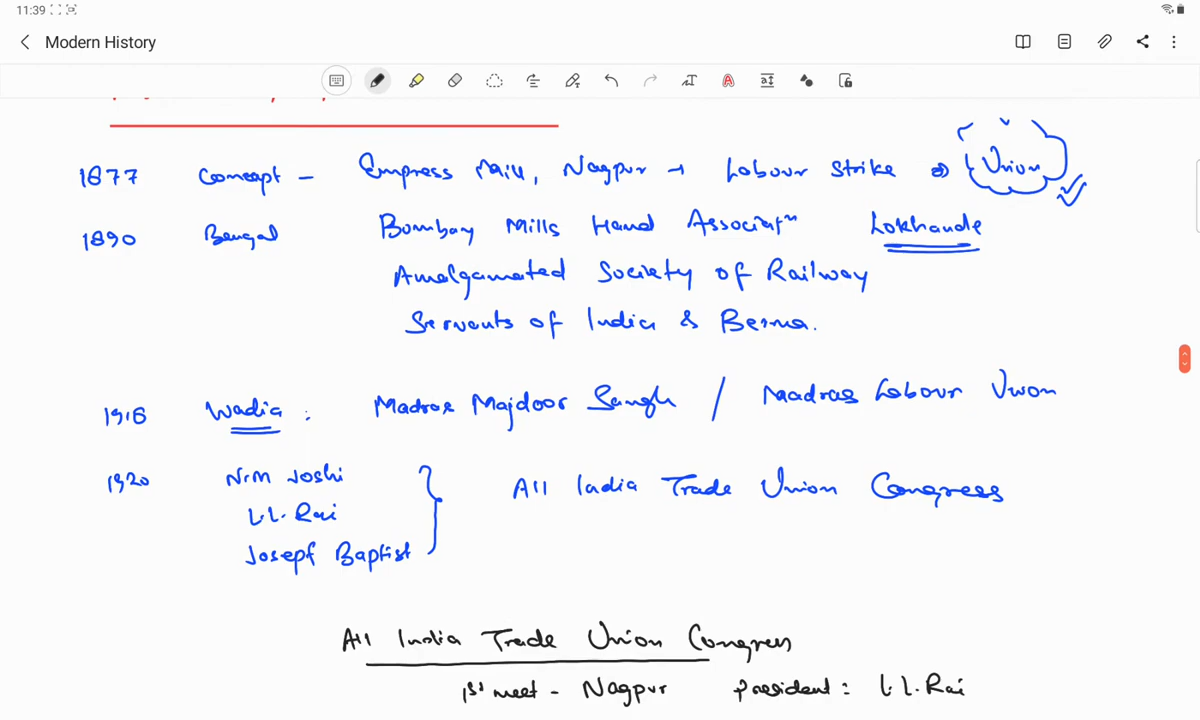 11:39
Modern History
1877 Concept - Empress Mill, Nagpur → Labour Strike ⇒ Union
1890 Bengal Bombay Mills Hand Associatⁿ Lokhande
Amalgamated Society of Railway
Servants of India & Berma.
1918 Wadia : Madras Majdoor Sangh / Madras Labour Union
1920 N.M Joshi All India Trade Union Congress
L.L. Rai
Josepf Baptist
All India Trade Union Congress
1st meet - Nagpur President : L.L. Rai